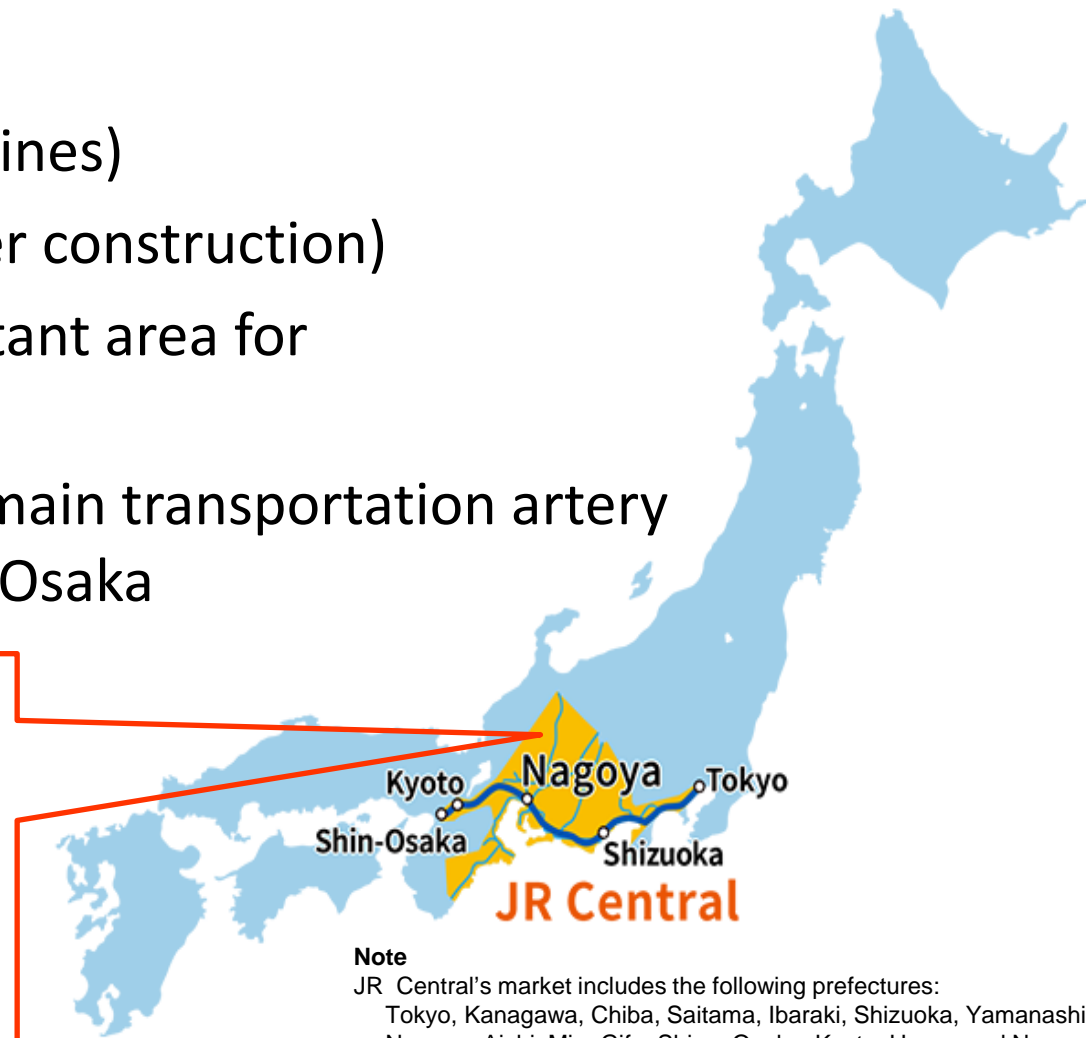 ines)
er construction)
tant area for
main transportation artery
Osaka
Kyoto
Nagoya
Tokyo
Shin-Osaka
Shizuoka
JR Central
Note
JR Central's market includes the following prefectures:
Tokyo, Kanagawa, Chiba, Saitama, Ibaraki, Shizuoka, Yamanashi